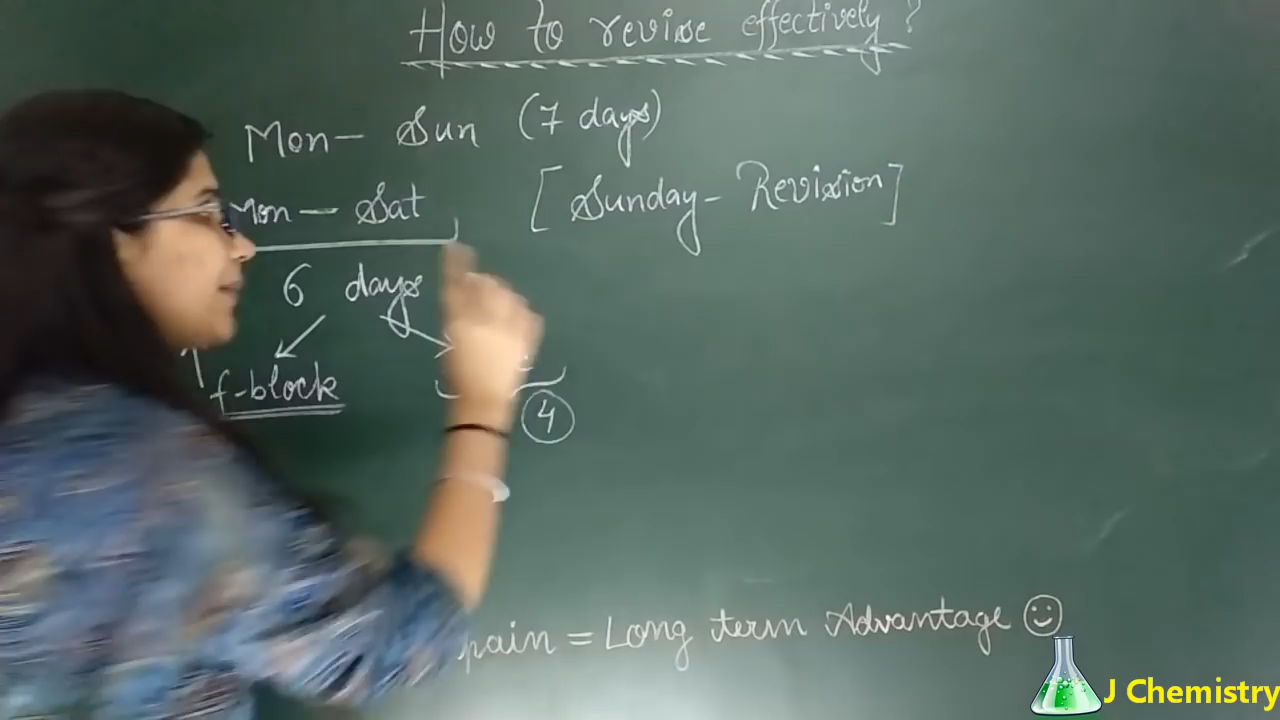 How to revise effectively?
Mon- Sun (7 days)
Mon- Sat [Sunday- Revision]
6 days
f-block
4
pain = Long term Advantage
J Chemistry